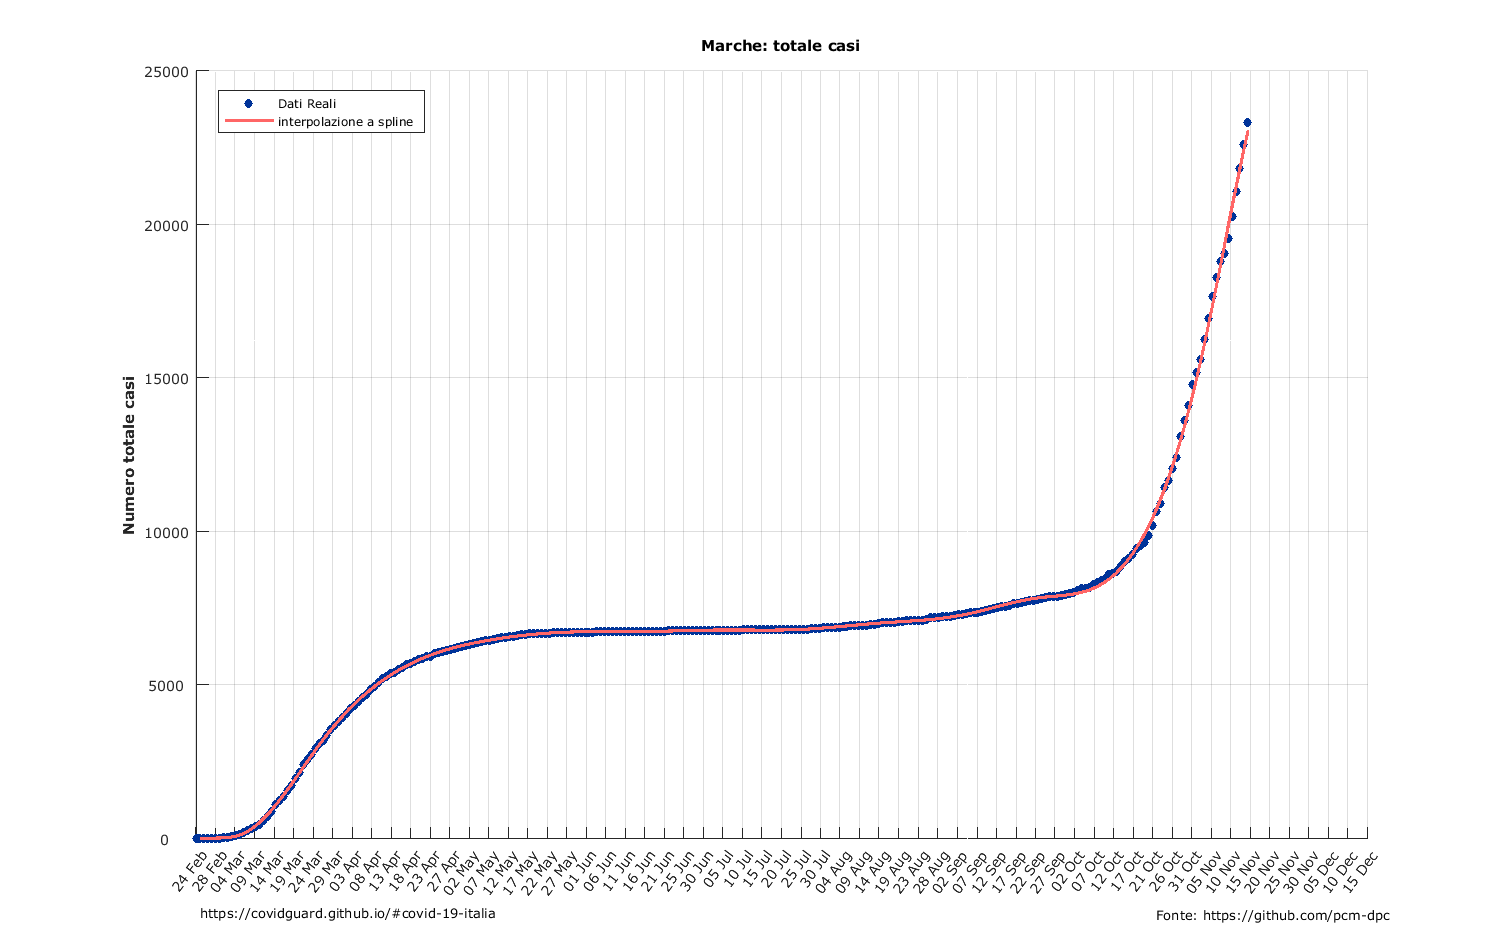 Marche: totale casi
25000
20000
15000
10000
5000
0
Numero totale casi
Dati Reali
interpolazione a spline
24 Feb
28 Feb
04 Mar
09 Mar
14 Mar
19 Mar
24 Mar
29 Mar
03 Apr
08 Apr
13 Apr
18 Apr
23 Apr
27 Apr
02 May
07 May
12 May
17 May
22 May
27 May
01 Jun
06 Jun
11 Jun
16 Jun
21 Jun
25 Jun
30 Jun
05 Jul
10 Jul
15 Jul
20 Jul
25 Jul
30 Jul
04 Aug
09 Aug
14 Aug
19 Aug
23 Aug
28 Aug
02 Sep
07 Sep
12 Sep
17 Sep
22 Sep
27 Sep
02 Oct
07 Oct
12 Oct
17 Oct
21 Oct
26 Oct
31 Oct
05 Nov
10 Nov
15 Nov
20 Nov
25 Nov
30 Nov
05 Dec
10 Dec
15 Dec
https://covidguard.github.io/#covid-19-italia
Fonte: https://github.com/pcm-dpc